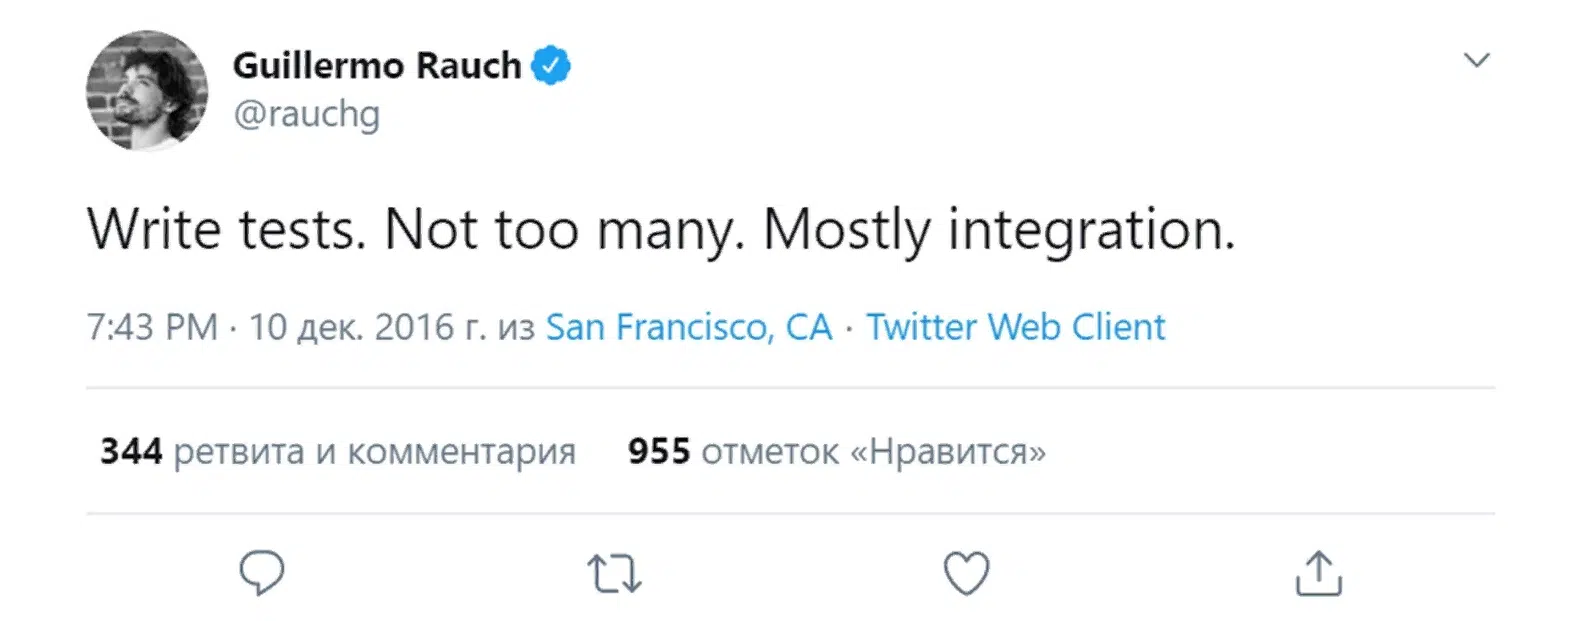 Guillermo Rauch
@rauchg
Write tests. Not too many. Mostly integration.
7:43 PM · 10 дек. 2016 г. из San Francisco, CA · Twitter Web Client
344 ретвита и комментария 955 отметок «Нравится»